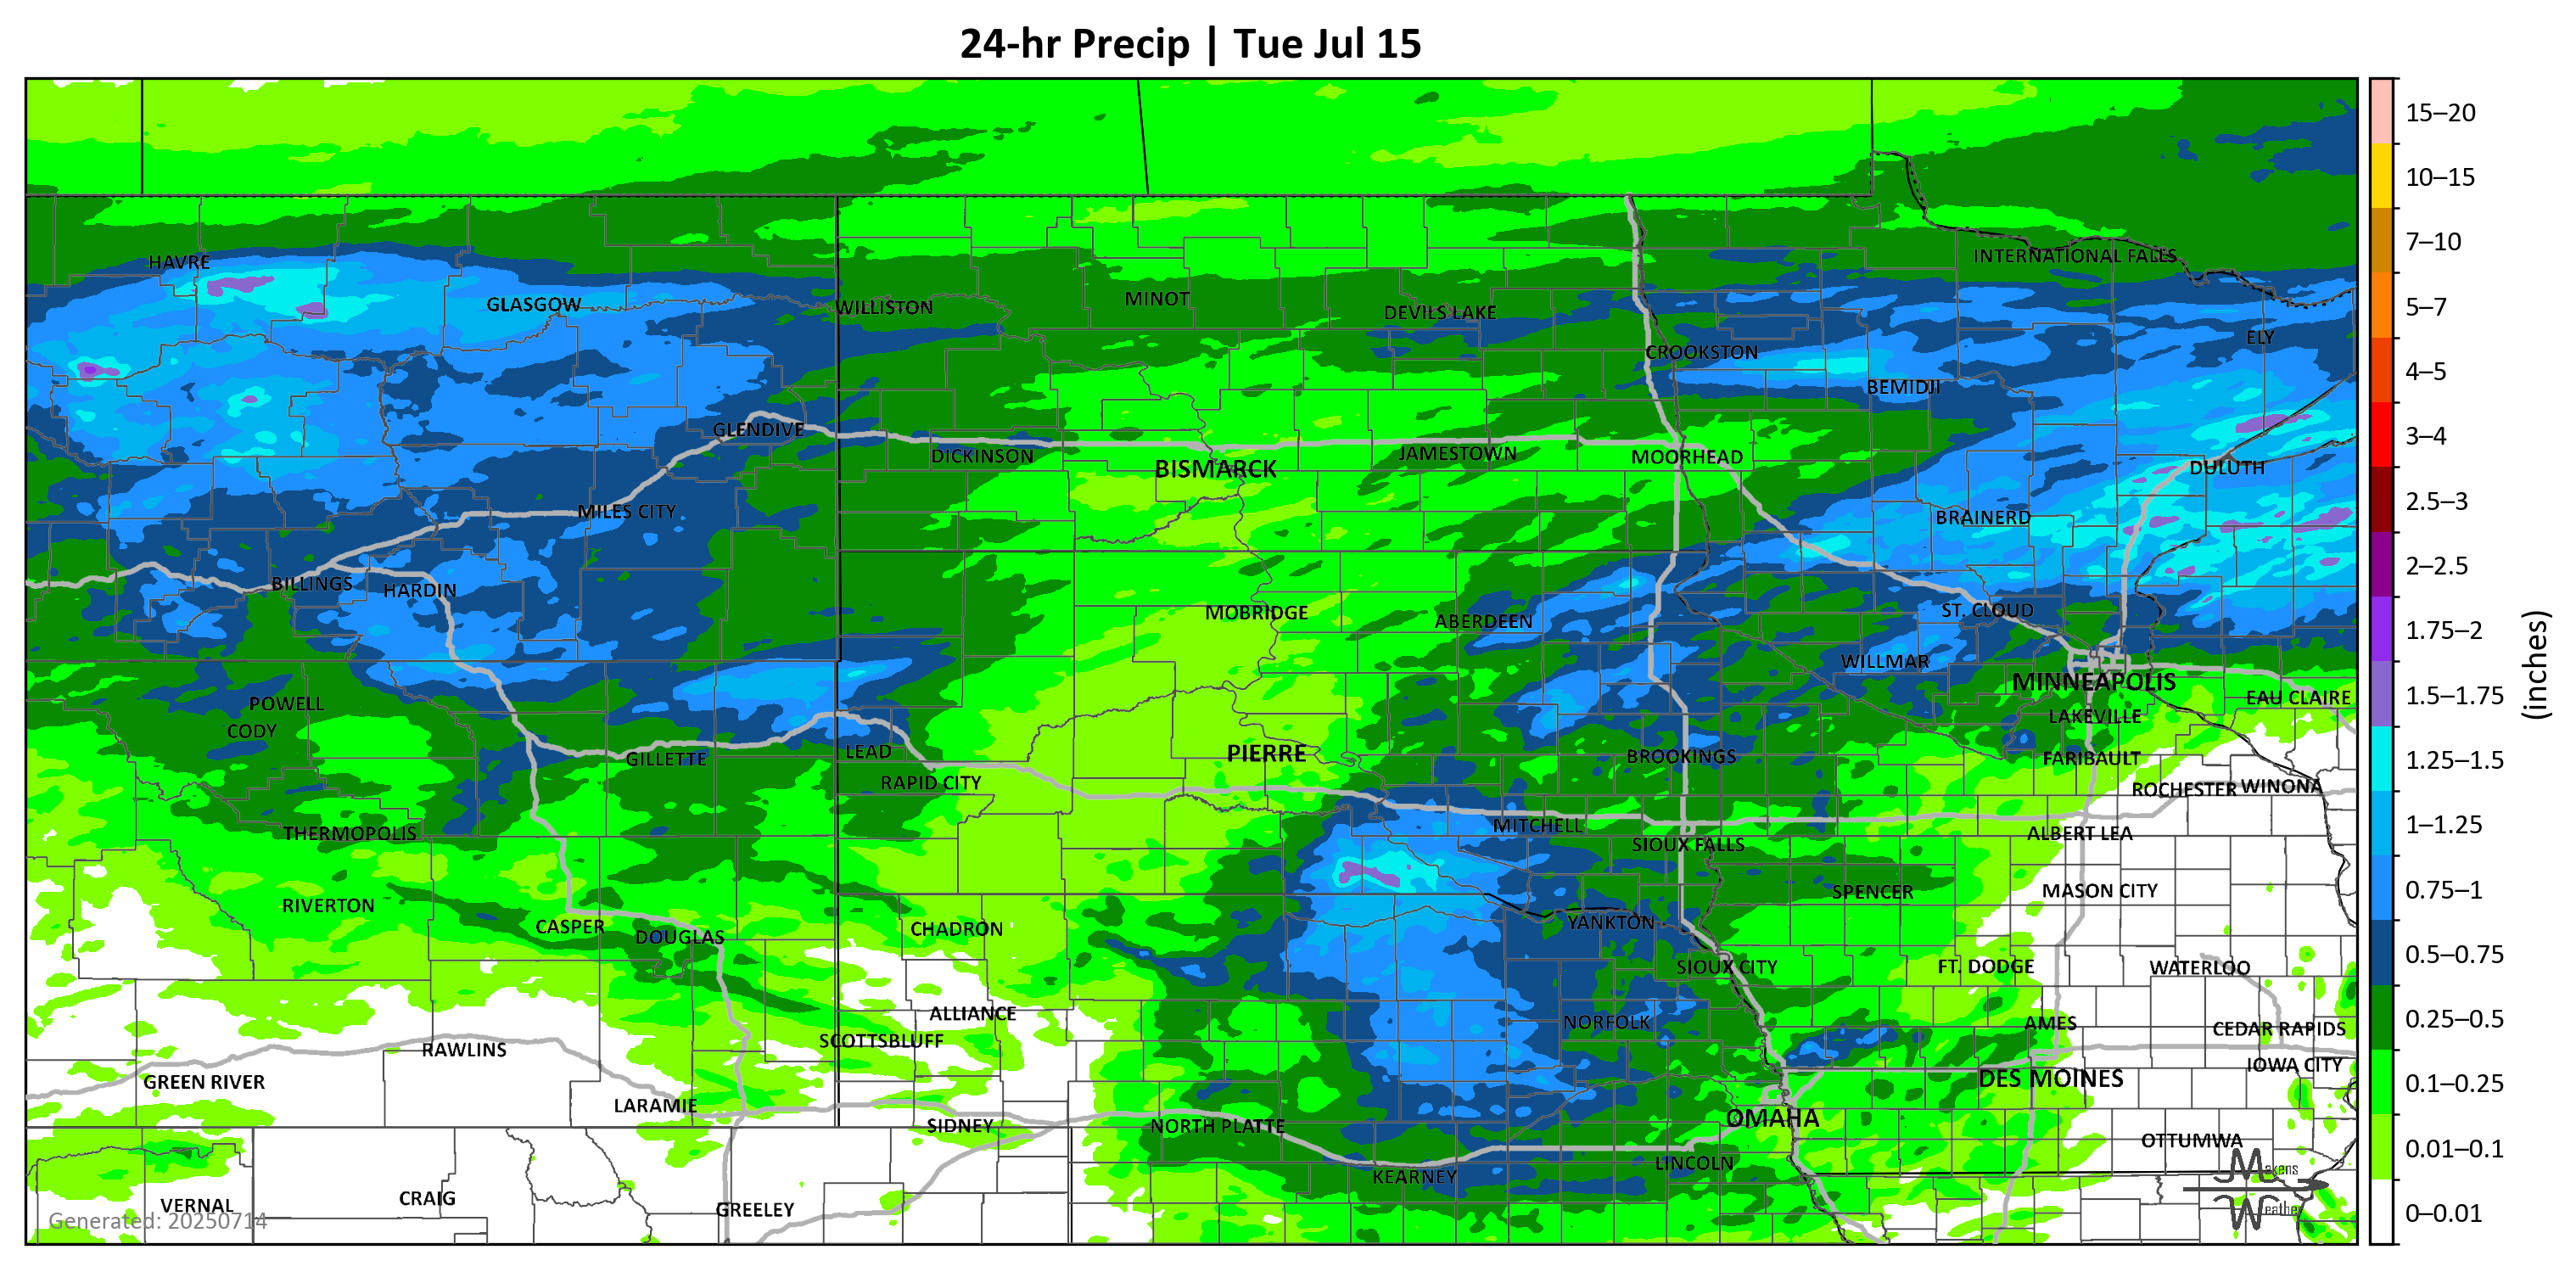 24-hr Precip | Tue Jul 15
HAVRE
INTERNATIONAL FALLS
GLASGOW
WILLISTON
MINOT
DEVILS LAKE
ELY
CROOKSTON
BEMIDJI
GLENDIVE
DICKINSON
BISMARCK
JAMESTOWN
MOORHEAD
DULUTH
MILES CITY
BRAINERD
BILLINGS
HARDIN
MOBRIDGE
ABERDEEN
ST. CLOUD
WILLMAR
MINNEAPOLIS
EAU CLAIRE
POWELL
LAKEVILLE
CODY
GILLETTE
LEAD
PIERRE
BROOKINGS
FARIBAULT
RAPID CITY
ROCHESTER
WINONA
THERMOPOLIS
MITCHELL
ALBERT LEA
SIOUX FALLS
SPENCER
MASON CITY
RIVERTON
CASPER
DOUGLAS
CHADRON
YANKTON
SIOUX CITY
FT. DODGE
WATERLOO
ALLIANCE
NORFOLK
AMES
CEDAR RAPIDS
SCOTTSBLUFF
RAWLINS
IOWA CITY
GREEN RIVER
DES MOINES
LARAMIE
SIDNEY
NORTH PLATTE
OMAHA
OTTUMWA
LINCOLN
KEARNEY
VERNAL
CRAIG
GREELEY
Generated: 20250714
Makens
Weather
15–20
10–15
7–10
5–7
4–5
3–4
2.5–3
2–2.5
1.75–2
1.5–1.75
1.25–1.5
1–1.25
0.75–1
0.5–0.75
0.25–0.5
0.1–0.25
0.01–0.1
0–0.01
(inches)